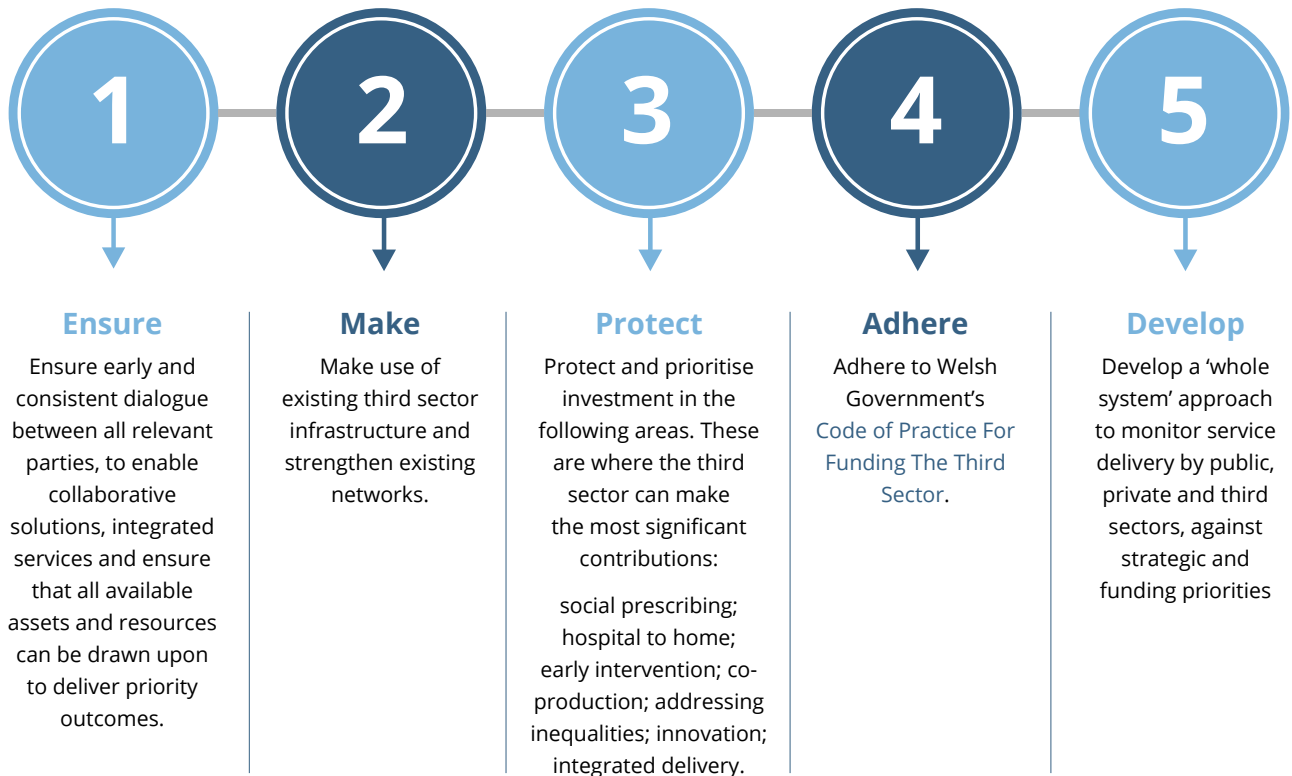 1
2
3
4
5
Ensure
Ensure early and
consistent dialogue
between all relevant
parties, to enable
collaborative
solutions, integrated
services and ensure
that all available
assets and resources
can be drawn upon
to deliver priority
outcomes.
Make
Make use of
existing third sector
infrastructure and
strengthen existing
networks.
Protect
Protect and prioritise
investment in the
following areas. These
are where the third
sector can make
the most significant
contributions:
social prescribing;
hospital to home;
early intervention; co-
production; addressing
inequalities; innovation;
integrated delivery.
Adhere
Adhere to Welsh
Government’s
Code of Practice For
Funding The Third
Sector.
Develop
Develop a ‘whole
system’ approach
to monitor service
delivery by public,
private and third
sectors, against
strategic and
funding priorities